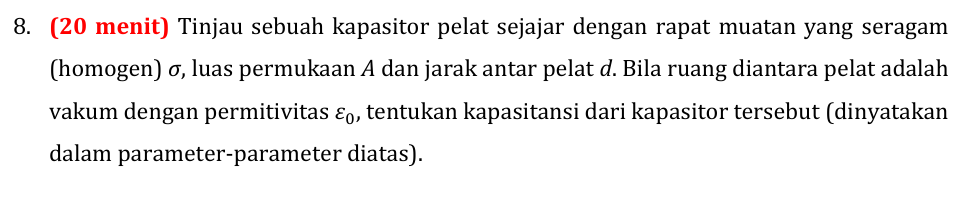 8. (20 menit) Tinjau sebuah kapasitor pelat sejajar dengan rapat muatan yang seragam
(homogen) σ, luas permukaan A dan jarak antar pelat d. Bila ruang diantara pelat adalah
vakum dengan permitivitas ε₀, tentukan kapasitansi dari kapasitor tersebut (dinyatakan
dalam parameter-parameter diatas).